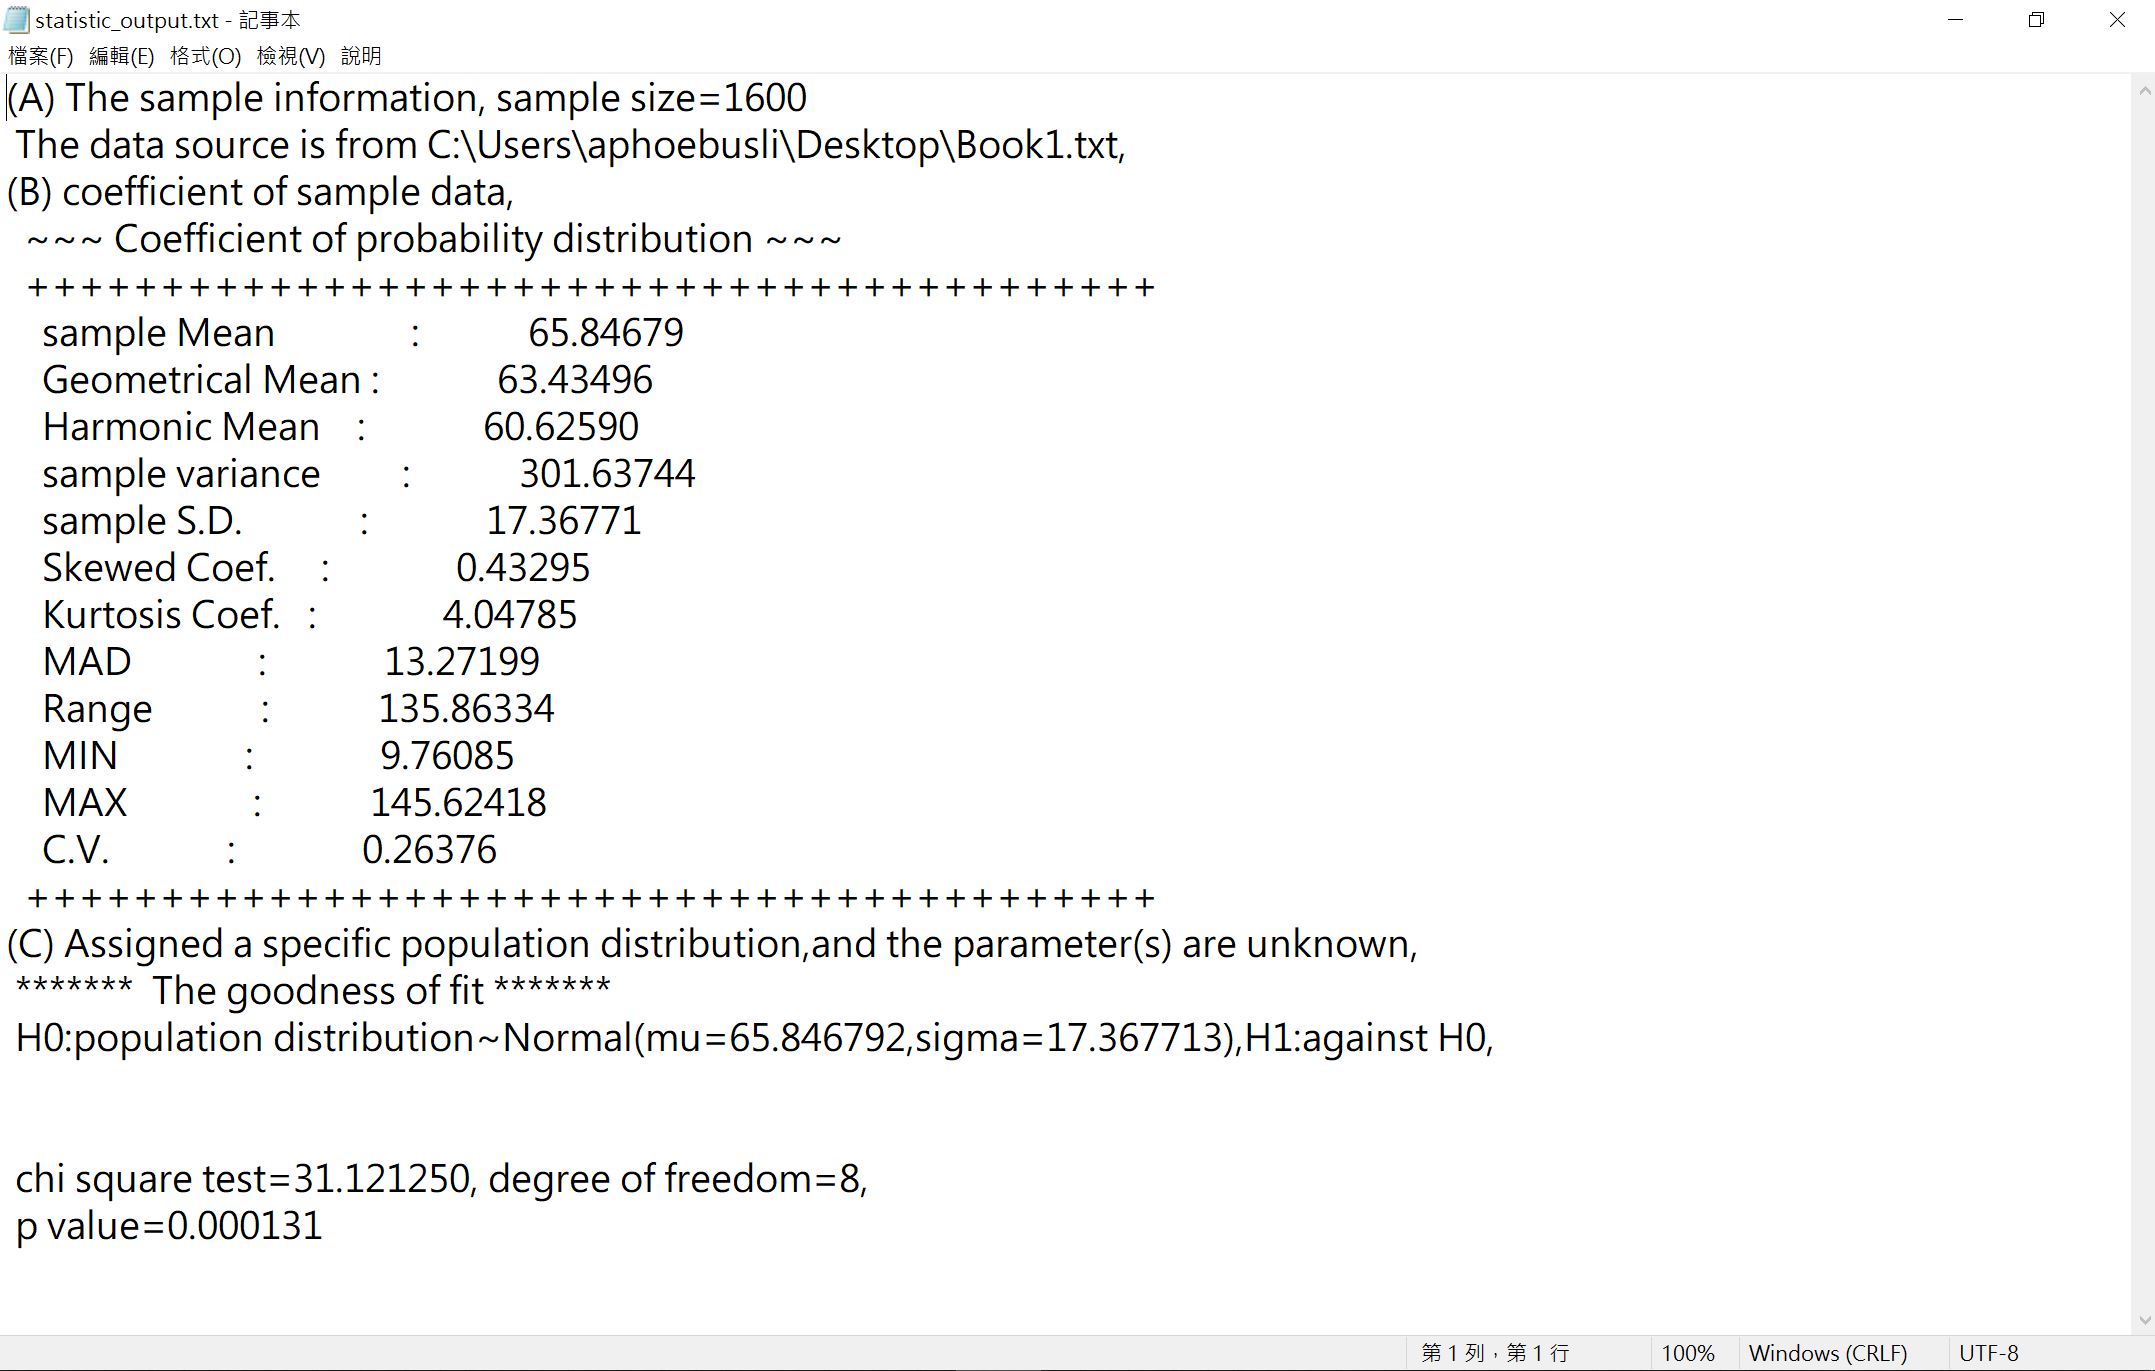 statistic_output.txt - 記事本
檔案(F) 編輯(E) 格式(O) 檢視(V) 說明
(A) The sample information, sample size=1600
The data source is from C:\Users\aphoebusli\Desktop\Book1.txt,
(B) coefficient of sample data,
~~~ Coefficient of probability distribution ~~~
++++++++++++++++++++++++++++++++++++++++++
sample Mean : 65.84679
Geometrical Mean : 63.43496
Harmonic Mean : 60.62590
sample variance : 301.63744
sample S.D. : 17.36771
Skewed Coef. : 0.43295
Kurtosis Coef. : 4.04785
MAD : 13.27199
Range : 135.86334
MIN : 9.76085
MAX : 145.62418
C.V. : 0.26376
++++++++++++++++++++++++++++++++++++++++++
(C) Assigned a specific population distribution,and the parameter(s) are unknown,
******* The goodness of fit *******
H0:population distribution~Normal(mu=65.846792,sigma=17.367713),H1:against H0,
chi square test=31.121250, degree of freedom=8,
p value=0.000131
第 1 列，第 1 行 100% Windows (CRLF) UTF-8